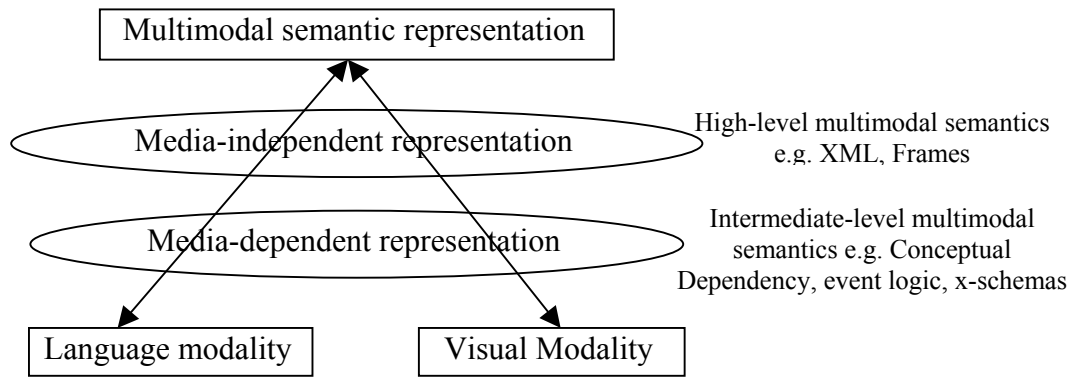 Multimodal semantic representation
Media-independent representation
High-level multimodal semantics
e.g. XML, Frames
Media-dependent representation
Intermediate-level multimodal
semantics e.g. Conceptual
Dependency, event logic, x-schemas
Language modality
Visual Modality